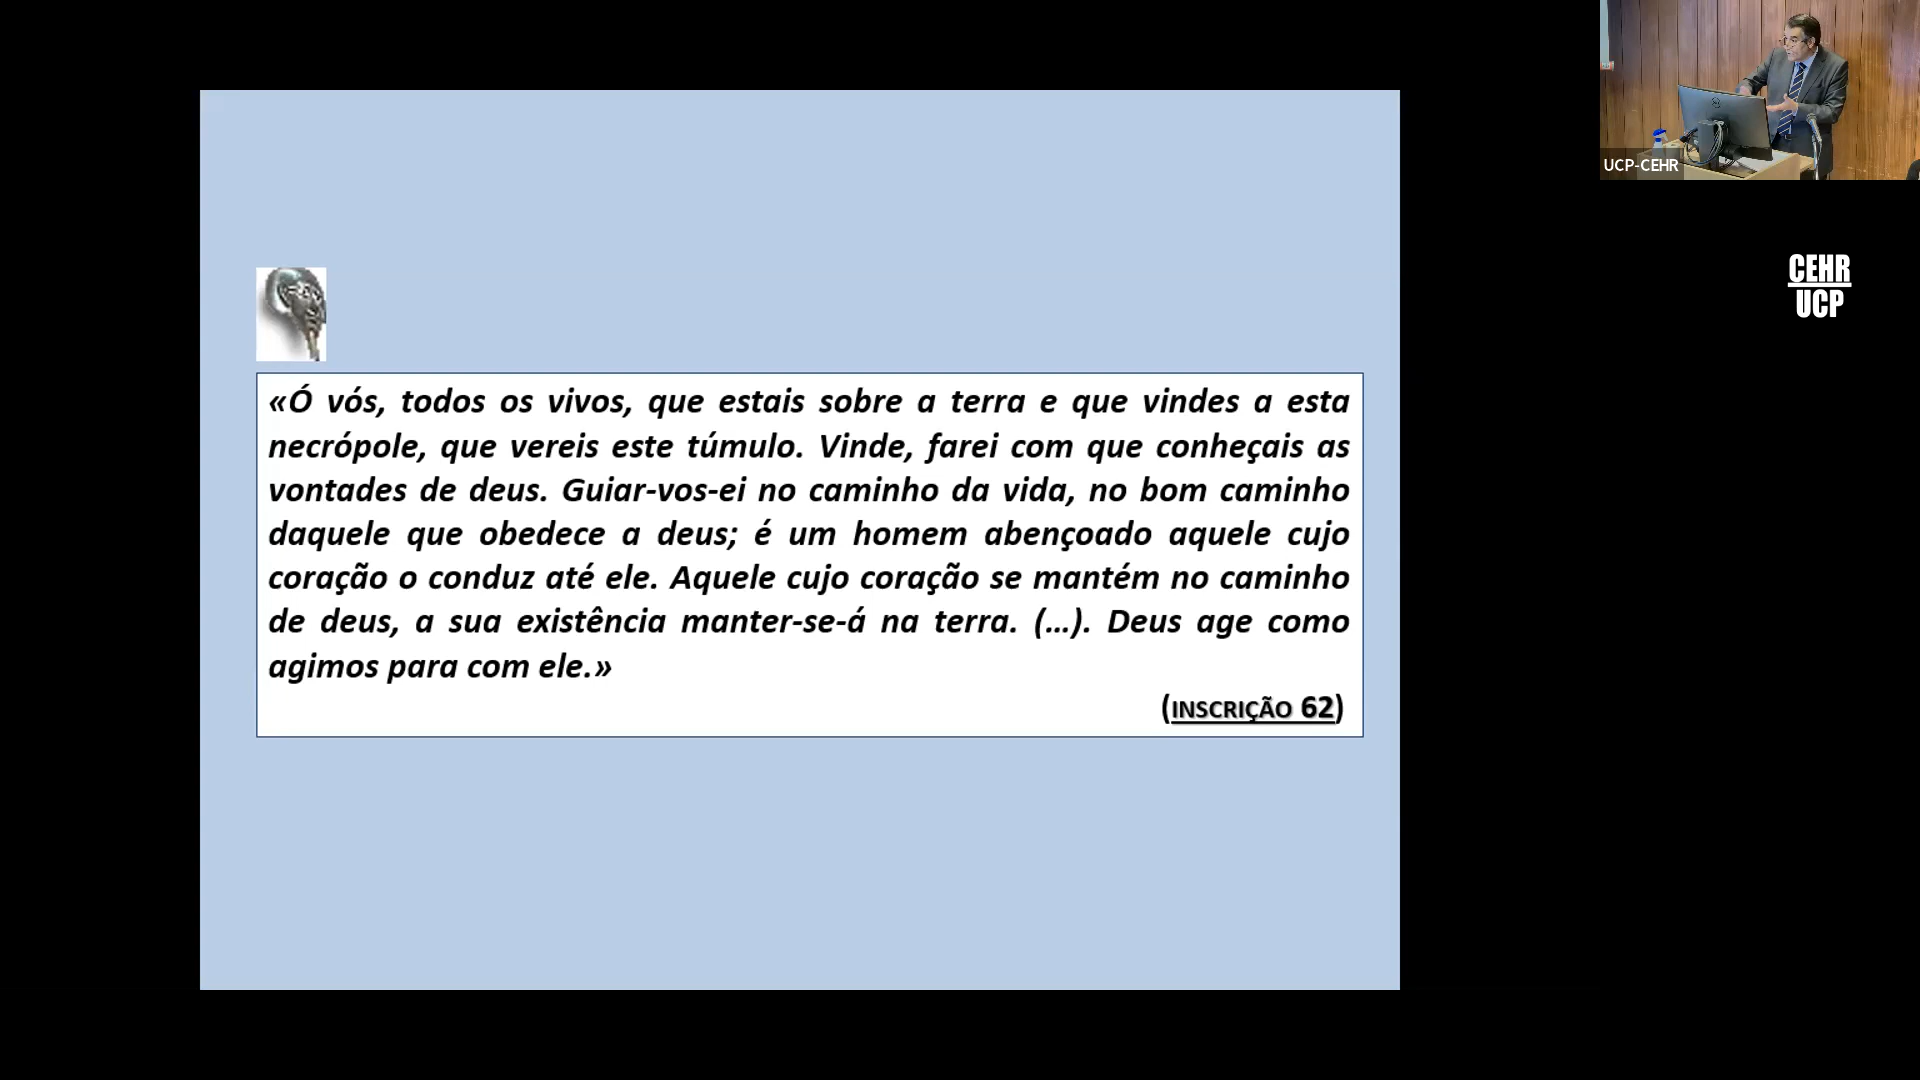 UCP-CEHR
CEHR
UCP
«Ó vós, todos os vivos, que estais sobre a terra e que vindes a esta
necrópole, que vereis este túmulo. Vinde, farei com que conheçais as
vontades de deus. Guiar-vos-ei no caminho da vida, no bom caminho
daquele que obedece a deus; é um homem abençoado aquele cujo
coração o conduz até ele. Aquele cujo coração se mantém no caminho
de deus, a sua existência manter-se-á na terra. (...). Deus age como
agimos para com ele.»
(INSCRIÇÃO 62)